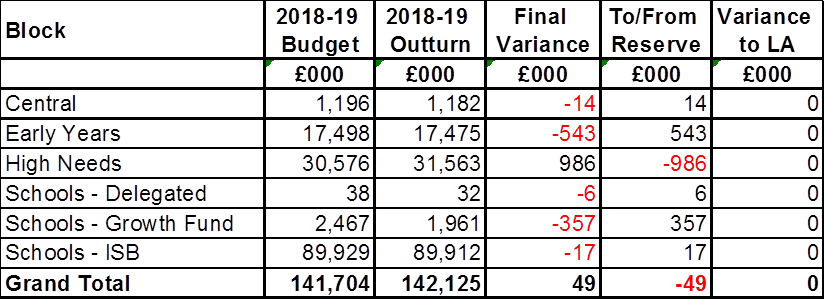 Block 2018-19 Budget 2018-19 Outturn Final Variance To/From Reserve Variance to LA
£000 £000 £000 £000 £000
Central 1,196 1,182 -14 14 0
Early Years 17,498 17,475 -543 543 0
High Needs 30,576 31,563 986 -986 0
Schools - Delegated 38 32 -6 6 0
Schools - Growth Fund 2,467 1,961 -357 357 0
Schools - ISB 89,929 89,912 -17 17 0
Grand Total 141,704 142,125 49 -49 0